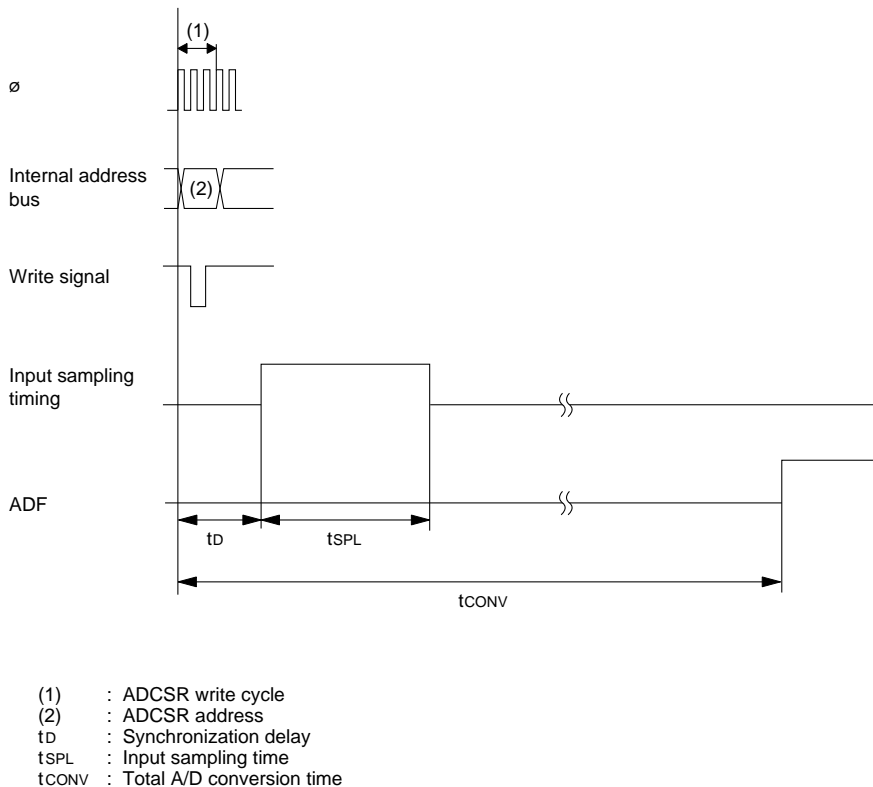 (1)
ø
Internal address
bus
(2)
Write signal
Input sampling
timing
ADF
tD
tSPL
tCONV
(1) : ADCSR write cycle
(2) : ADCSR address
tD : Synchronization delay
tSPL : Input sampling time
tCONV : Total A/D conversion time